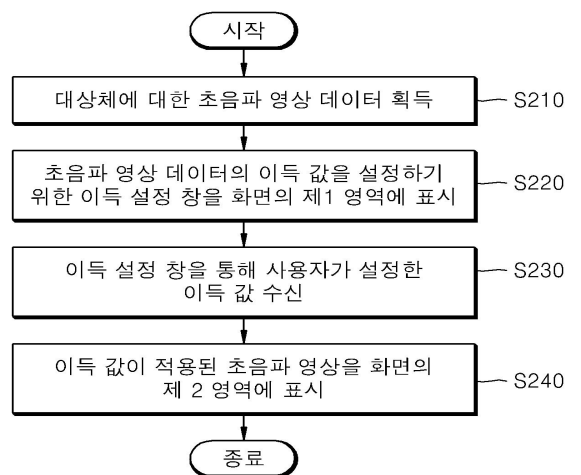 시작
대상체에 대한 초음파 영상 데이터 획득
S210
초음파 영상 데이터의 이득 값을 설정하기
위한 이득 설정 창을 화면의 제1 영역에 표시
S220
이득 설정 창을 통해 사용자가 설정한
이득 값 수신
S230
이득 값이 적용된 초음파 영상을 화면의
제 2 영역에 표시
S240
종료